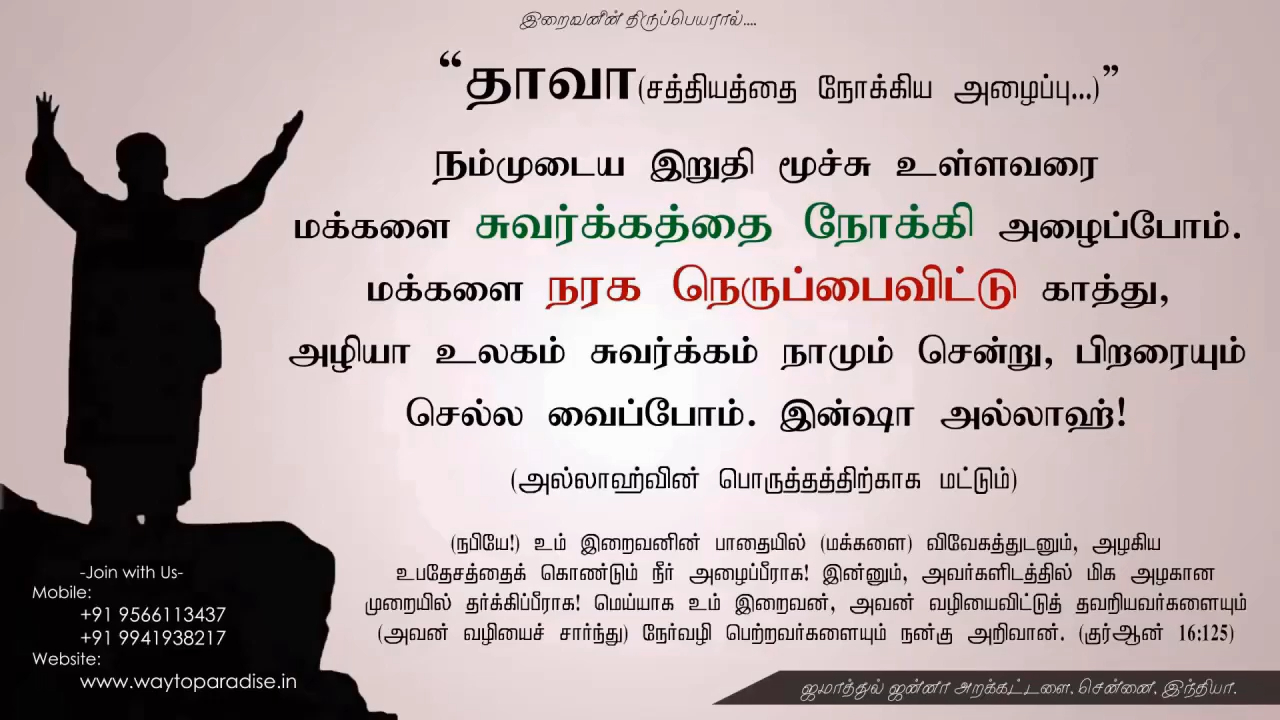 இறைவனின் திருப்பெயரால்....
“தாவா(சத்தியத்தை நோக்கிய அழைப்பு...)”
நம்முடைய இறுதி மூச்சு உள்ளவரை
மக்களை சுவர்க்கத்தை நோக்கி அழைப்போம்.
மக்களை நரக நெருப்பைவிட்டு காத்து,
அழியா உலகம் சுவர்க்கம் நாமும் சென்று, பிறரையும்
செல்ல வைப்போம். இன்ஷா அல்லாஹ்!
(அல்லாஹ்வின் பொருத்தத்திற்காக மட்டும்)
(நபியே!) உம் இறைவனின் பாதையில் (மக்களை) விவேகத்துடனும், அழகிய
உபதேசத்தைக் கொண்டும் நீர் அழைப்பீராக! இன்னும், அவர்களிடத்தில் மிக அழகான
முறையில் தர்க்கிப்பீராக! மெய்யாக உம் இறைவன், அவன் வழியைவிட்டுத் தவறியவர்களையும்
(அவன் வழியைச் சார்ந்து) நேர்வழி பெற்றவர்களையும் நன்கு அறிவான். (குர்ஆன் 16:125)
-Join with Us-
Mobile:
+91 9566113437
+91 9941938217
Website:
www.waytoparadise.in
ஜமாத்துல் ஜன்னா அறக்கட்டளை, சென்னை, இந்தியா.